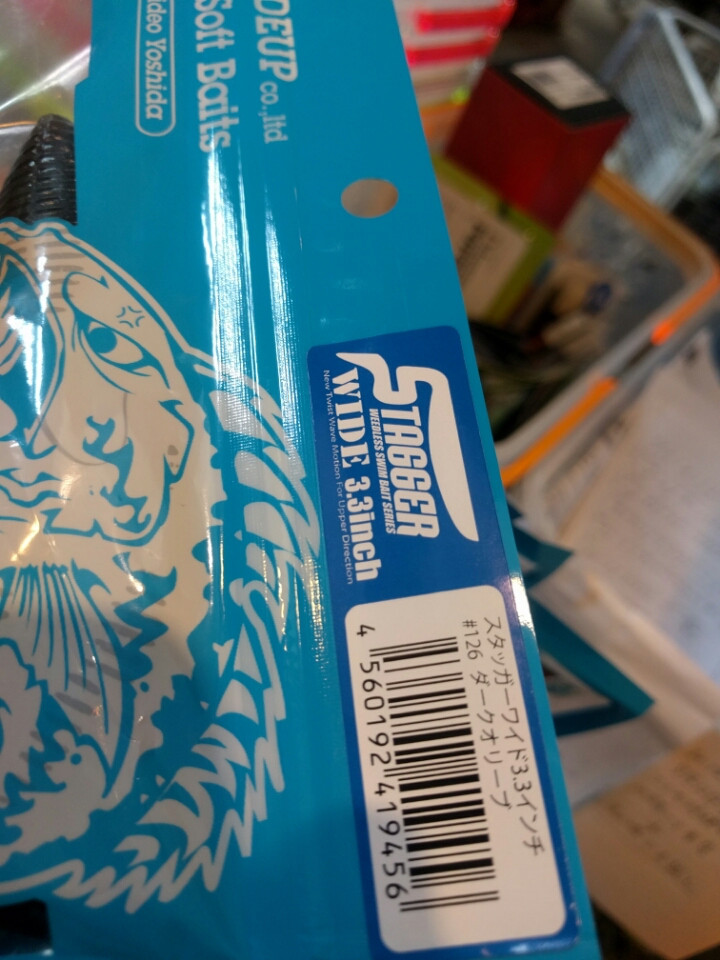 DEUP co.,ltd
Soft Baits
ideo Yoshida
STAGGER
WEEDLESS SWIM BAIT SERIES
WIDE 3.3inch
New Twist Wave Motion For Upper Direction
スタッガーワイド3.3インチ
#126 ダークオリーブ
4 560192 419456